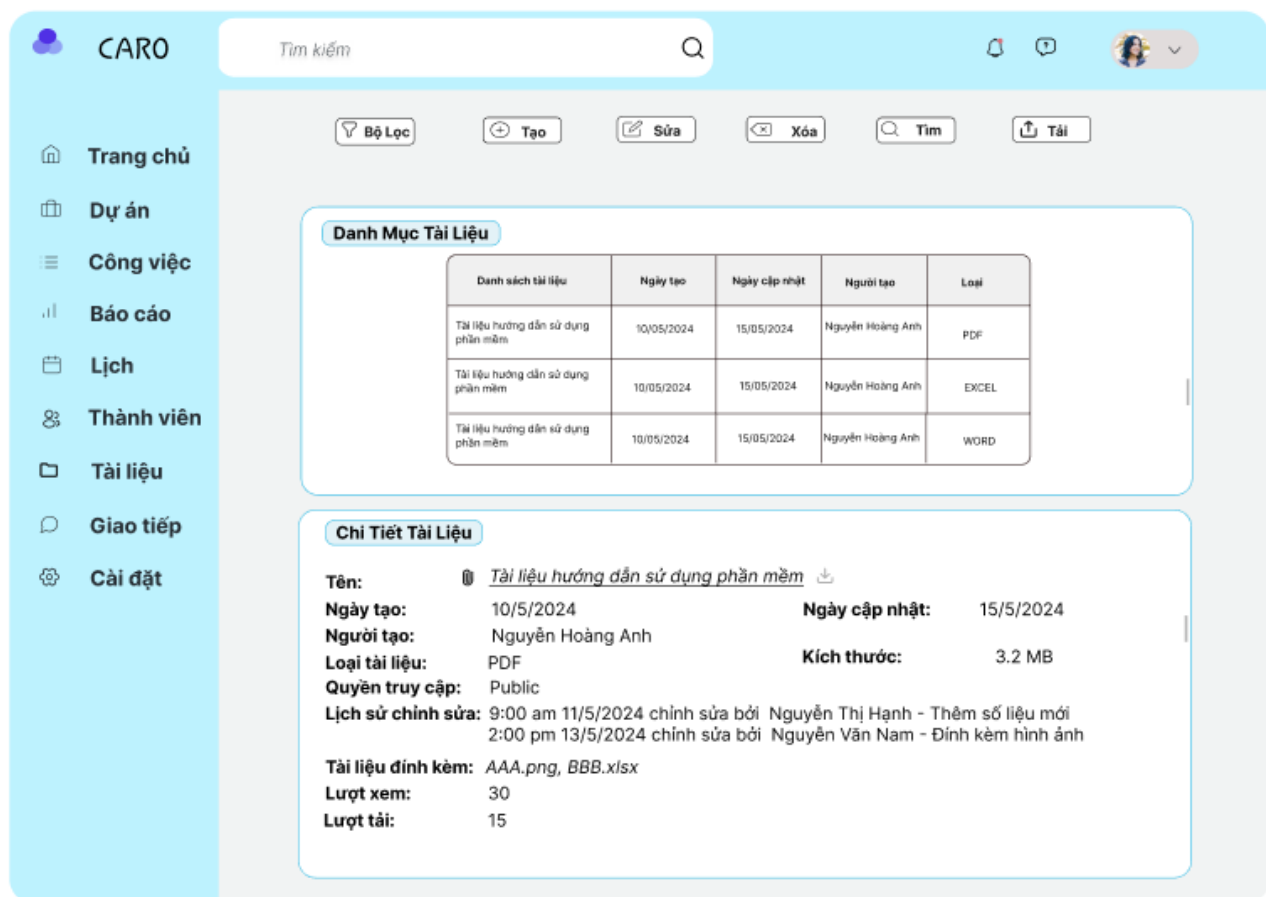 CARO
Tìm kiếm
Trang chủ
Dự án
Công việc
Báo cáo
Lịch
Thành viên
Tài liệu
Giao tiếp
Cài đặt
Bộ Lọc
Tạo
Sửa
Xóa
Tìm
Tải
Danh Mục Tài Liệu
Danh sách tài liệu Ngày tạo Ngày cập nhật Người tạo Loại
Tài liệu hướng dẫn sử dụng
phần mềm
10/05/2024 15/05/2024 Nguyễn Hoàng Anh PDF
Tài liệu hướng dẫn sử dụng
phần mềm
10/05/2024 15/05/2024 Nguyễn Hoàng Anh EXCEL
Tài liệu hướng dẫn sử dụng
phần mềm
10/05/2024 15/05/2024 Nguyễn Hoàng Anh WORD
Chi Tiết Tài Liệu
Tên: Tài liệu hướng dẫn sử dụng phần mềm
Ngày tạo: 10/5/2024 Ngày cập nhật: 15/5/2024
Người tạo: Nguyễn Hoàng Anh
Loại tài liệu: PDF Kích thước: 3.2 MB
Quyền truy cập: Public
Lịch sử chỉnh sửa: 9:00 am 11/5/2024 chỉnh sửa bởi Nguyễn Thị Hạnh - Thêm số liệu mới
2:00 pm 13/5/2024 chỉnh sửa bởi Nguyễn Văn Nam - Đính kèm hình ảnh
Tài liệu đính kèm: AAA.png, BBB.xlsx
Lượt xem: 30
Lượt tải: 15